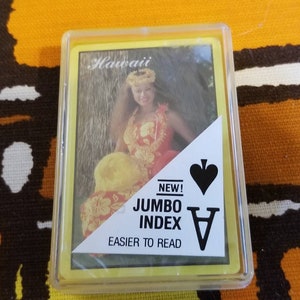 Hawaii
NEW!
JUMBO
INDEX
EASIER TO READ
A